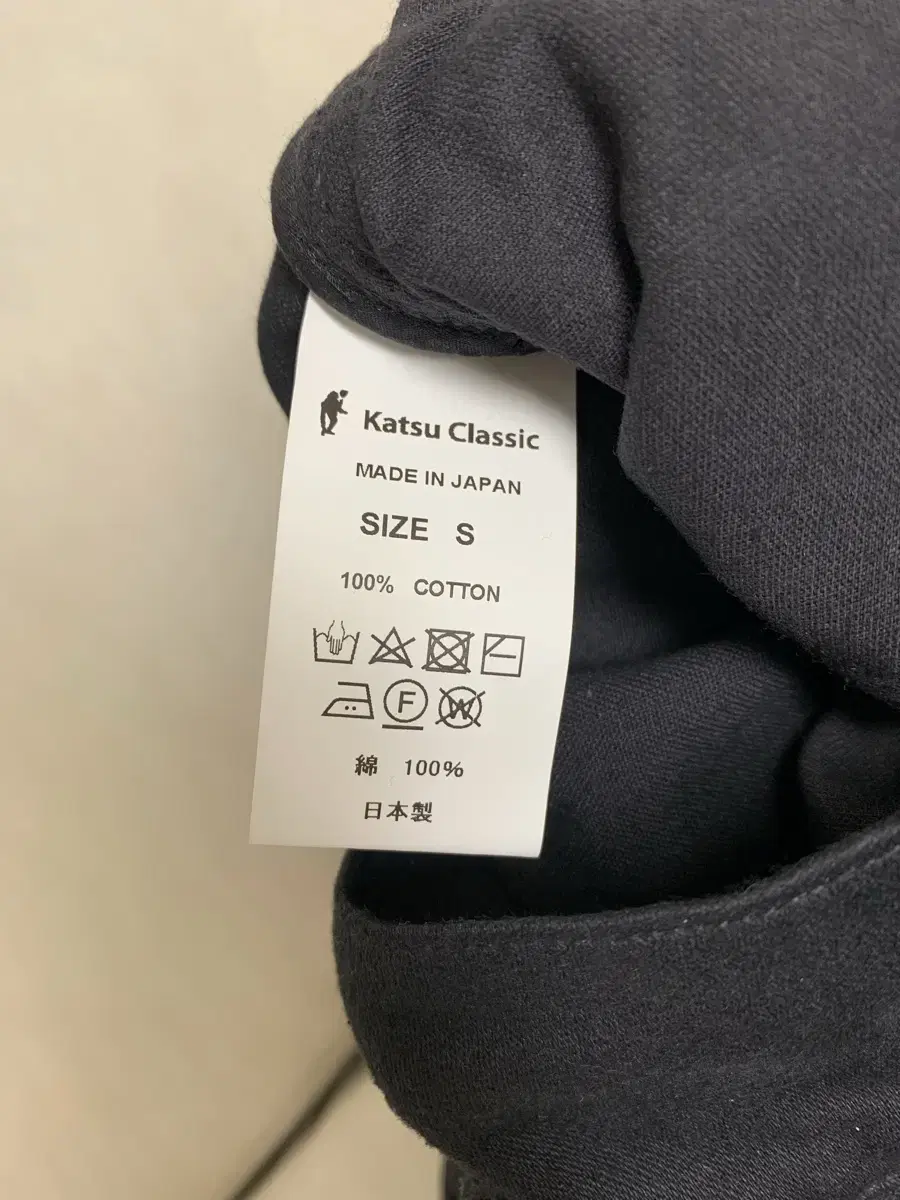 Katsu Classic
MADE IN JAPAN
SIZE S
100% COTTON
F W
綿 100%
日本製